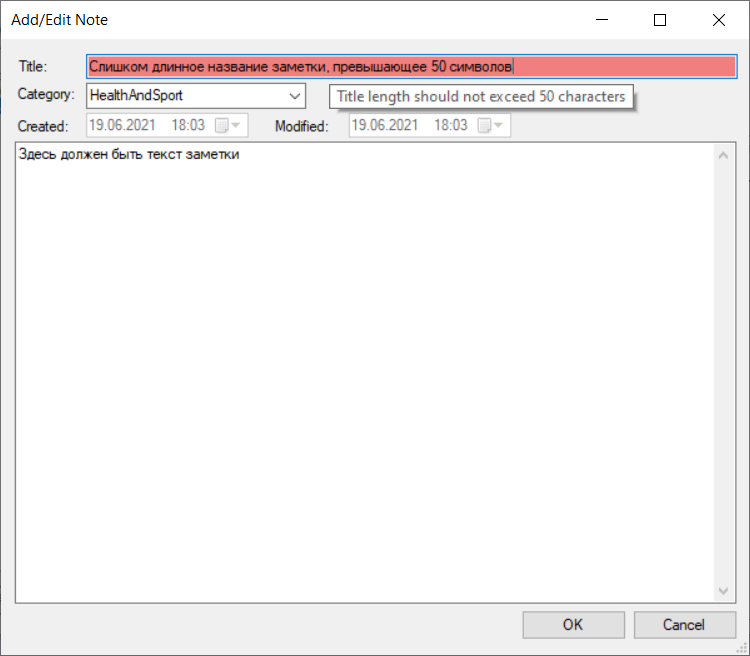 Add/Edit Note
Title: Слишком длинное название заметки, превышающее 50 символов
Category: HealthAndSport Title length should not exceed 50 characters
Created: 19.06.2021 18:03 Modified: 19.06.2021 18:03
Здесь должен быть текст заметки
OK Cancel